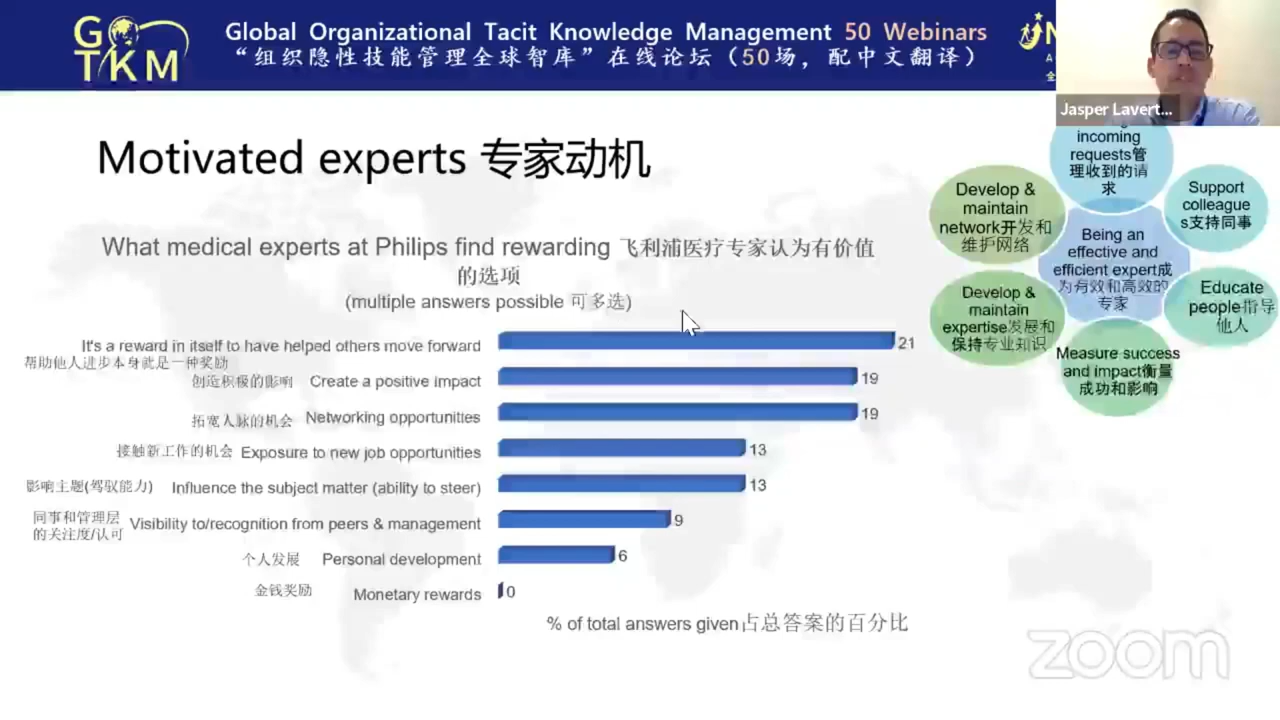 GOTKM
Global Organizational Tacit Knowledge Management 50 Webinars
“组织隐性技能管理全球智库”在线论坛（50场，配中文翻译）
Jasper Lavert...
Motivated experts 专家动机
What medical experts at Philips find rewarding 飞利浦医疗专家认为有价值
的选项
(multiple answers possible 可多选)
It's a reward in itself to have helped others move forward
21
帮助他人进步本身就是一种奖励
创造积极的影响 Create a positive impact
19
拓宽人脉的机会 Networking opportunities
19
接触新工作的机会 Exposure to new job opportunities
13
影响主题(驾驭能力) Influence the subject matter (ability to steer)
13
同事和管理层
的关注度/认可
Visibility to/recognition from peers & management
9
个人发展 Personal development
6
金钱奖励 Monetary rewards
0
% of total answers given占总答案的百分比
incoming
requests管
理收到的请
求
Develop &
maintain
network开发和
维护网络
Support
colleague
s支持同事
Being an
effective and
efficient expert成
为有效和高效的
专家
Develop &
maintain
expertise发展和
保持专业知识
Educate
people指导
他人
Measure success
and impact衡量
成功和影响
zoom